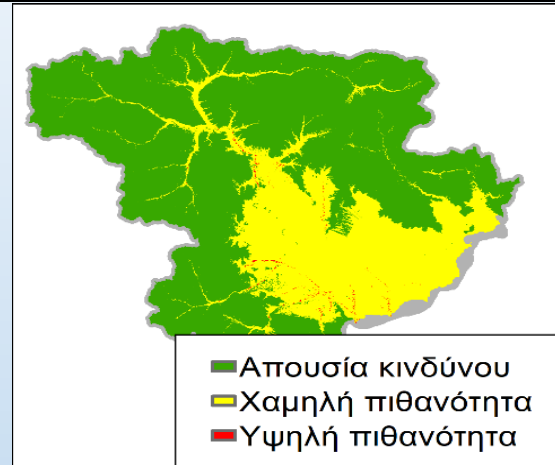 Απουσία κινδύνου
Χαμηλή πιθανότητα
Υψηλή πιθανότητα